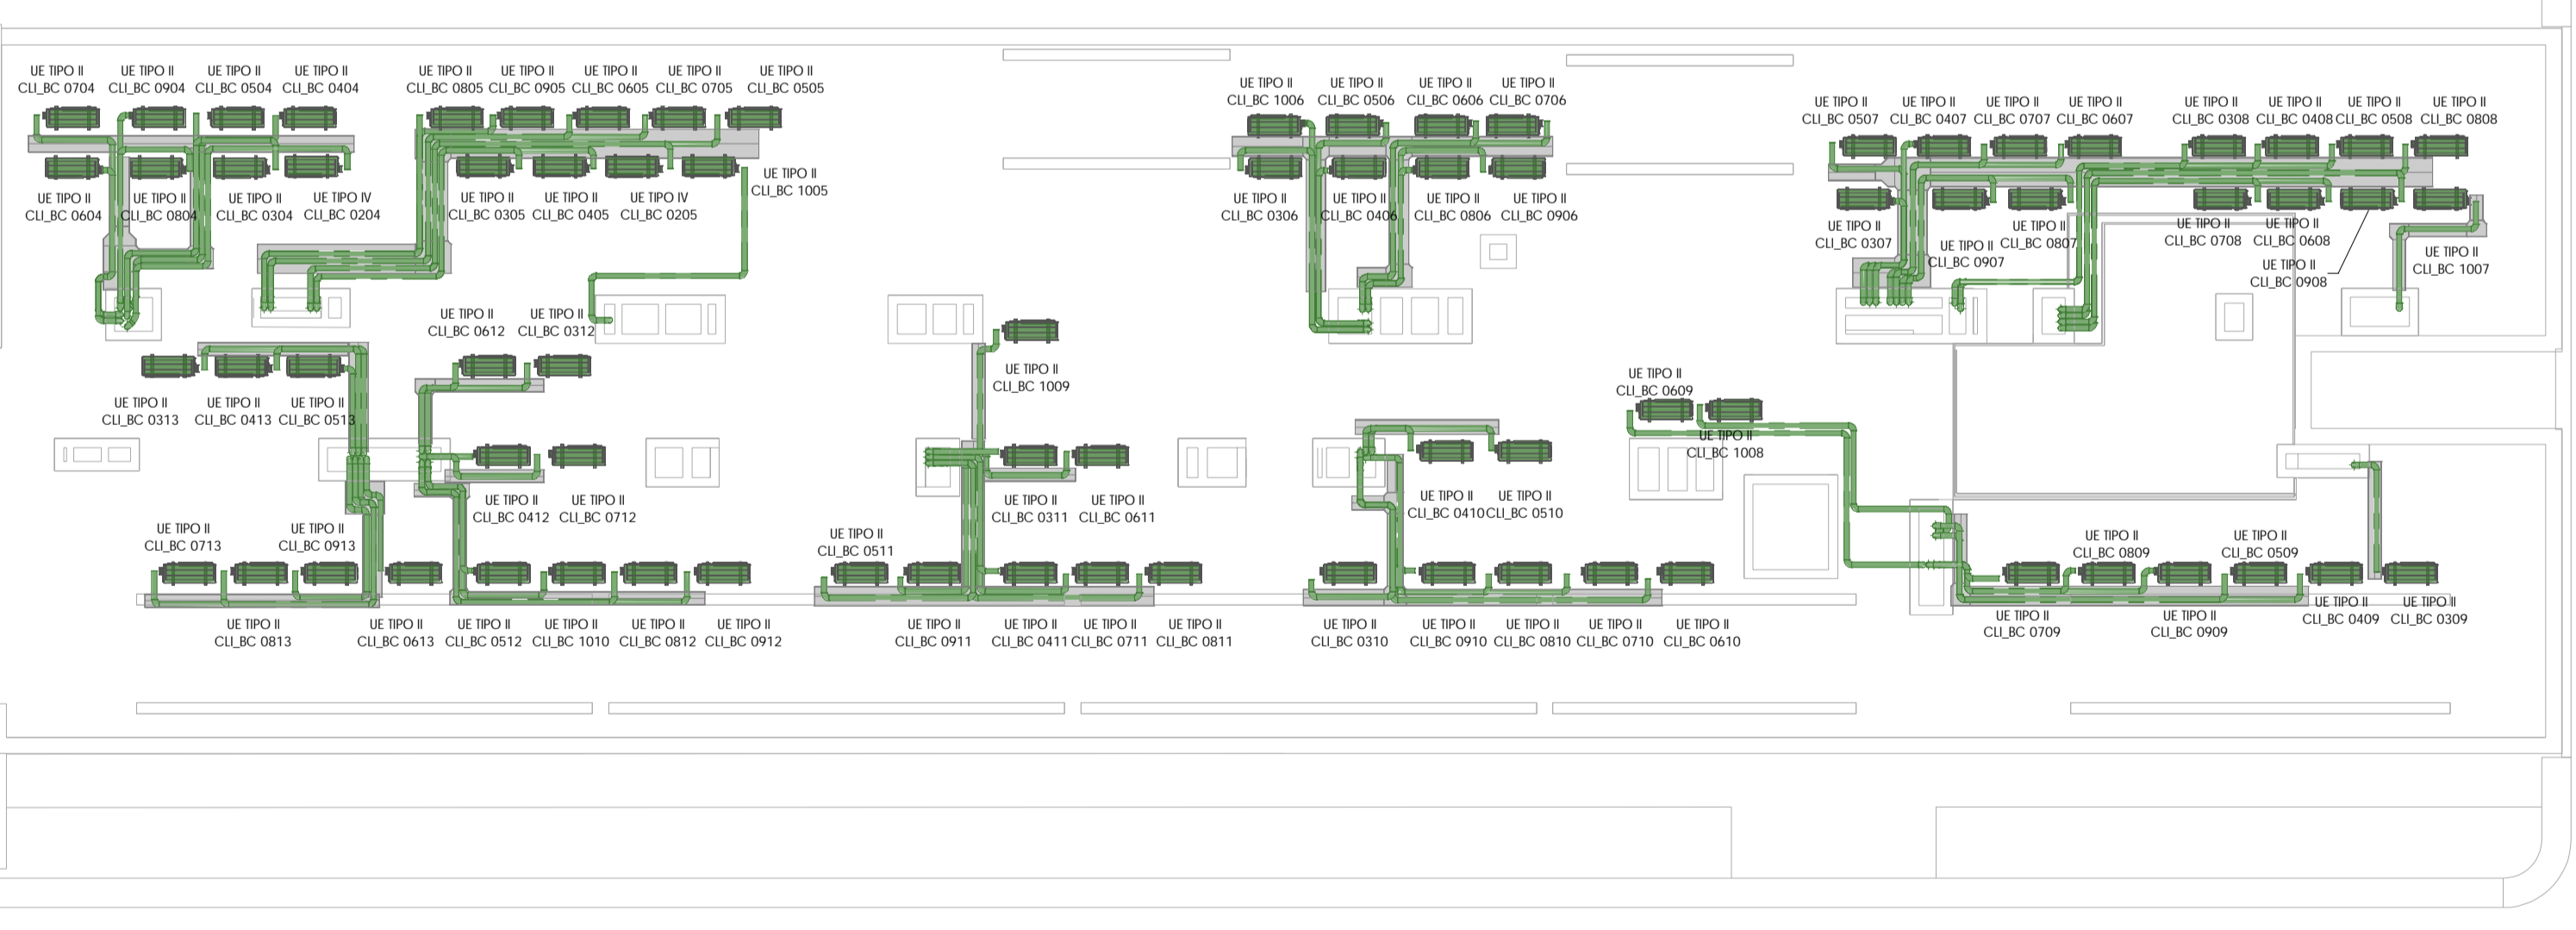 UE TIPO II
CLI_BC 0704
UE TIPO II
CLI_BC 0904
UE TIPO II
CLI_BC 0504
UE TIPO II
CLI_BC 0404
UE TIPO II
CLI_BC 0805
UE TIPO II
CLI_BC 0905
UE TIPO II
CLI_BC 0605
UE TIPO II
CLI_BC 0705
UE TIPO II
CLI_BC 0505
UE TIPO II
CLI_BC 1006
UE TIPO II
CLI_BC 0506
UE TIPO II
CLI_BC 0606
UE TIPO II
CLI_BC 0706
UE TIPO II
CLI_BC 0507
UE TIPO II
CLI_BC 0407
UE TIPO II
CLI_BC 0707
UE TIPO II
CLI_BC 0607
UE TIPO II
CLI_BC 0308
UE TIPO II
CLI_BC 0408
UE TIPO II
CLI_BC 0508
UE TIPO II
CLI_BC 0808
UE TIPO II
CLI_BC 0604
UE TIPO II
CLI_BC 0804
UE TIPO II
CLI_BC 0304
UE TIPO IV
CLI_BC 0204
UE TIPO II
CLI_BC 0305
UE TIPO II
CLI_BC 0405
UE TIPO IV
CLI_BC 0205
UE TIPO II
CLI_BC 1005
UE TIPO II
CLI_BC 0306
UE TIPO II
CLI_BC 0406
UE TIPO II
CLI_BC 0806
UE TIPO II
CLI_BC 0906
UE TIPO II
CLI_BC 0307
UE TIPO II
CLI_BC 0907
UE TIPO II
CLI_BC 0807
UE TIPO II
CLI_BC 0708
UE TIPO II
CLI_BC 0608
UE TIPO II
CLI_BC 0908
UE TIPO II
CLI_BC 1007
UE TIPO II
CLI_BC 0612
UE TIPO II
CLI_BC 0312
UE TIPO II
CLI_BC 1009
UE TIPO II
CLI_BC 0609
UE TIPO II
CLI_BC 0313
UE TIPO II
CLI_BC 0413
UE TIPO II
CLI_BC 0513
UE TIPO II
CLI_BC 1008
UE TIPO II
CLI_BC 0412
UE TIPO II
CLI_BC 0712
UE TIPO II
CLI_BC 0311
UE TIPO II
CLI_BC 0611
UE TIPO II
CLI_BC 0410
UE TIPO II
CLI_BC 0510
UE TIPO II
CLI_BC 0713
UE TIPO II
CLI_BC 0913
UE TIPO II
CLI_BC 0511
UE TIPO II
CLI_BC 0809
UE TIPO II
CLI_BC 0509
UE TIPO II
CLI_BC 0813
UE TIPO II
CLI_BC 0613
UE TIPO II
CLI_BC 0512
UE TIPO II
CLI_BC 1010
UE TIPO II
CLI_BC 0812
UE TIPO II
CLI_BC 0912
UE TIPO II
CLI_BC 0911
UE TIPO II
CLI_BC 0411
UE TIPO II
CLI_BC 0711
UE TIPO II
CLI_BC 0811
UE TIPO II
CLI_BC 0310
UE TIPO II
CLI_BC 0910
UE TIPO II
CLI_BC 0810
UE TIPO II
CLI_BC 0710
UE TIPO II
CLI_BC 0610
UE TIPO II
CLI_BC 0709
UE TIPO II
CLI_BC 0909
UE TIPO II
CLI_BC 0409
UE TIPO II
CLI_BC 0309